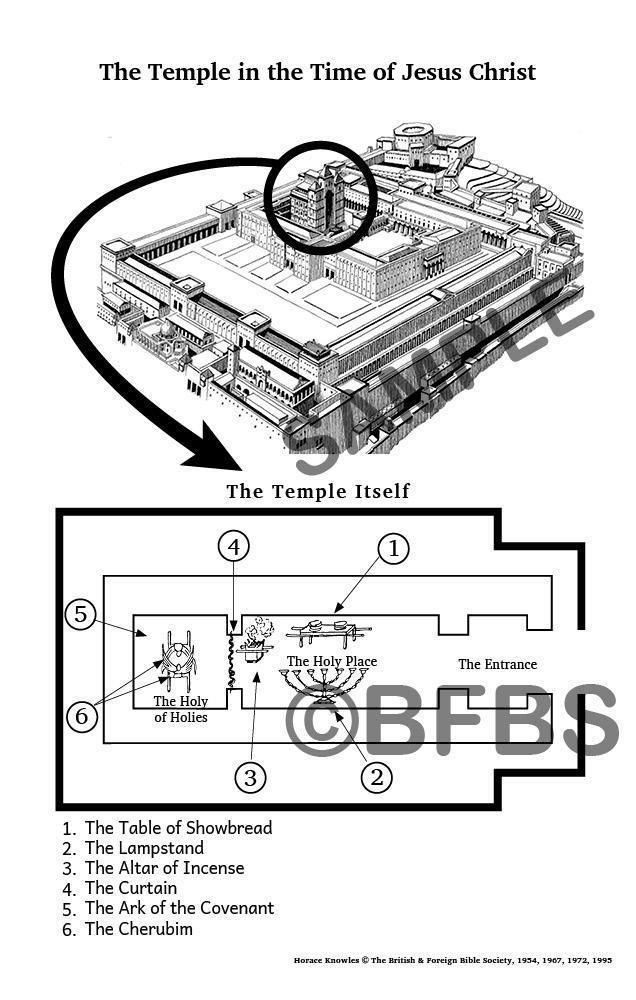 The Temple in the Time of Jesus Christ
SAMPLE
The Temple Itself
4
1
5
The Holy Place
The Entrance
The Holy
of Holies
6
©BFBS
3
2
1. The Table of Showbread
2. The Lampstand
3. The Altar of Incense
4. The Curtain
5. The Ark of the Covenant
6. The Cherubim
Horace Knowles © The British & Foreign Bible Society, 1954, 1967, 1972, 1995